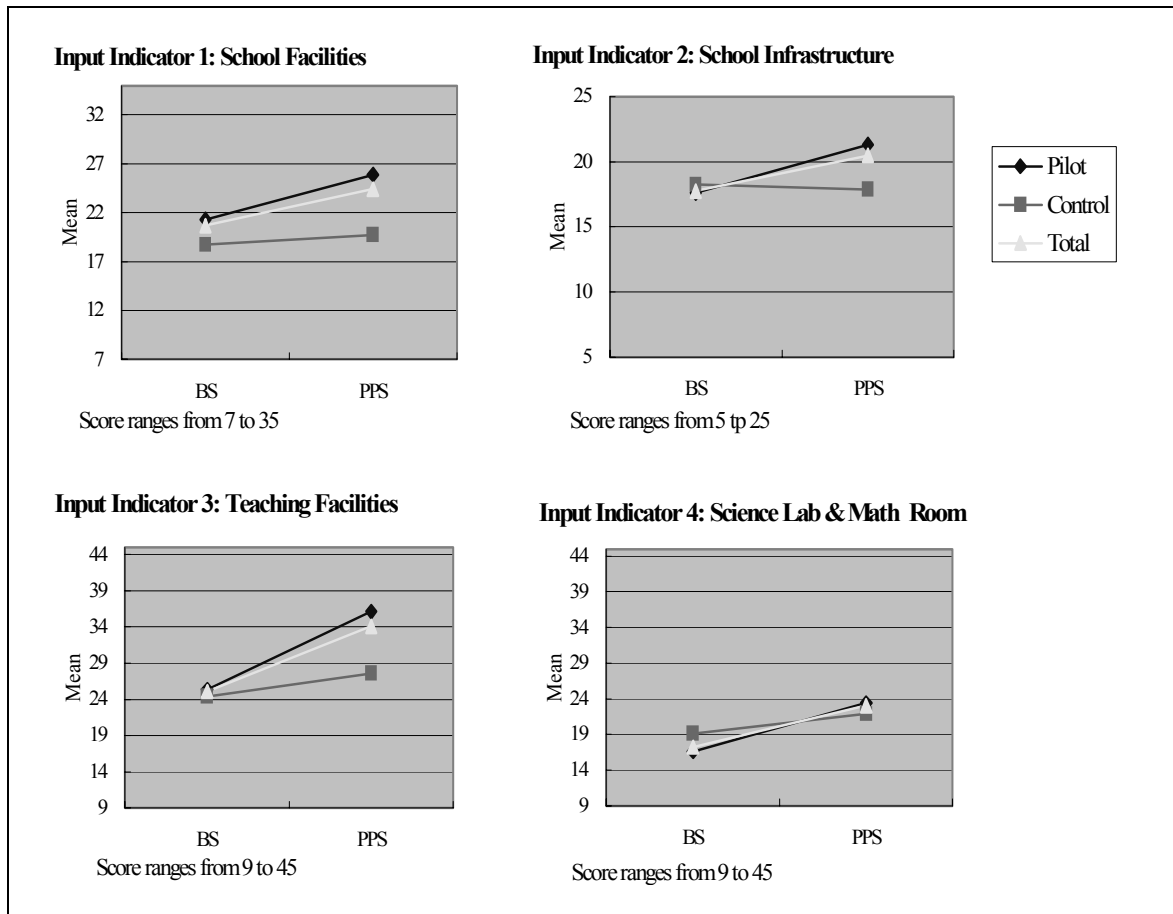 Input Indicator 1: School Facilities
Mean
32
27
22
17
12
7
BS PPS
Score ranges from 7 to 35
Input Indicator 2: School Infrastructure
Mean
25
20
15
10
5
BS PPS
Score ranges from 5 tp 25
Pilot
Control
Total
Input Indicator 3: Teaching Facilities
Mean
44
39
34
29
24
19
14
9
BS PPS
Score ranges from 9 to 45
Input Indicator 4: Science Lab & Math Room
Mean
44
39
34
29
24
19
14
9
BS PPS
Score ranges from 9 to 45